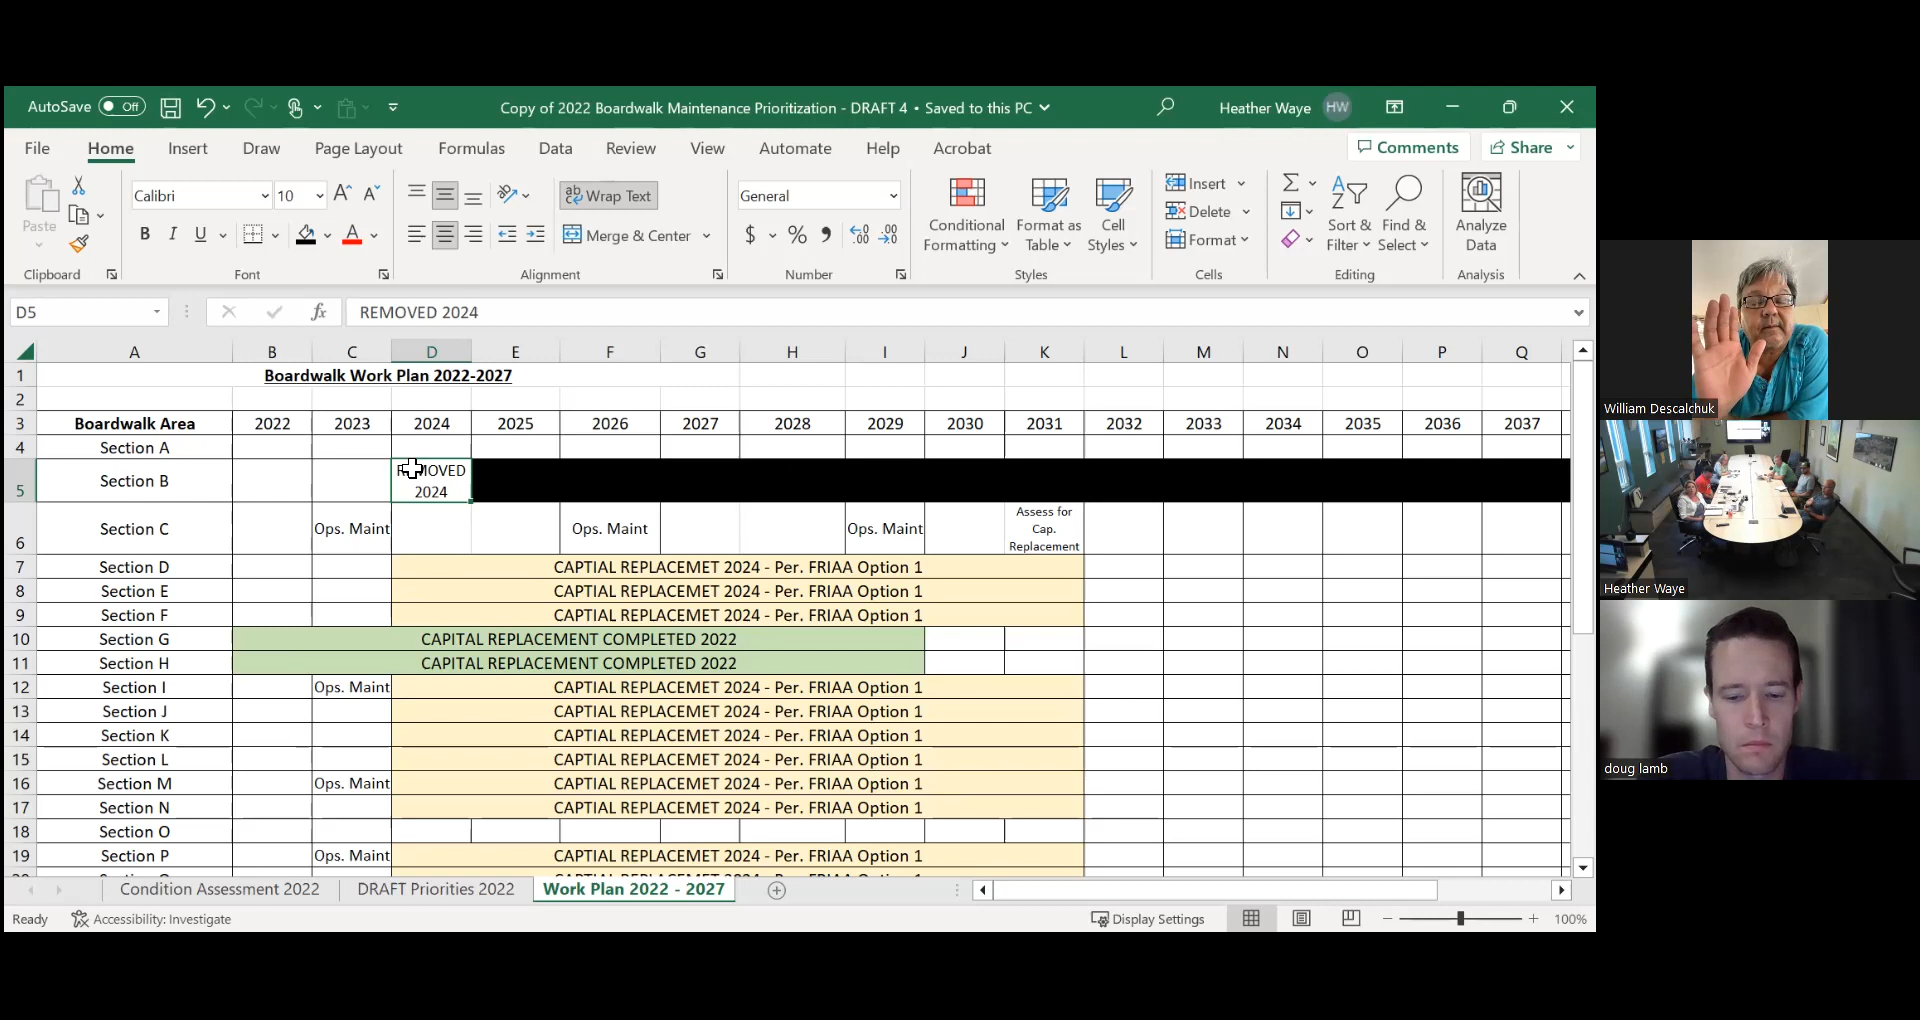 AutoSave Off Copy of 2022 Boardwalk Maintenance Prioritization - DRAFT 4 • Saved to this PC Heather Waye HW
File Home Insert Draw Page Layout Formulas Data Review View Automate Help Acrobat Comments Share
Paste Calibri 10 A A ab Wrap Text General Conditional Formatting Format as Table Cell Styles Insert Delete Format Sort & Filter Find & Select Analyze Data
B I U A Merge & Center $ % ,
Clipboard Font Alignment Number Styles Cells Editing Analysis
D5 fx REMOVED 2024
A B C D E F G H I J K L M N O P Q
1 Boardwalk Work Plan 2022-2027
2
3 Boardwalk Area 2022 2023 2024 2025 2026 2027 2028 2029 2030 2031 2032 2033 2034 2035 2036 2037
4 Section A
5 Section B 2024
6 Section C Ops. Maint Ops. Maint Ops. Maint Assess for Cap. Replacement
7 Section D CAPTIAL REPLACEMET 2024 - Per. FRIAA Option 1
8 Section E CAPTIAL REPLACEMET 2024 - Per. FRIAA Option 1
9 Section F CAPTIAL REPLACEMET 2024 - Per. FRIAA Option 1
10 Section G CAPITAL REPLACEMENT COMPLETED 2022
11 Section H CAPITAL REPLACEMENT COMPLETED 2022
12 Section I Ops. Maint CAPTIAL REPLACEMET 2024 - Per. FRIAA Option 1
13 Section J CAPTIAL REPLACEMET 2024 - Per. FRIAA Option 1
14 Section K CAPTIAL REPLACEMET 2024 - Per. FRIAA Option 1
15 Section L CAPTIAL REPLACEMET 2024 - Per. FRIAA Option 1
16 Section M Ops. Maint CAPTIAL REPLACEMET 2024 - Per. FRIAA Option 1
17 Section N CAPTIAL REPLACEMET 2024 - Per. FRIAA Option 1
18 Section O
19 Section P Ops. Maint CAPTIAL REPLACEMET 2024 - Per. FRIAA Option 1
Condition Assessment 2022 DRAFT Priorities 2022 Work Plan 2022 - 2027
Ready Accessibility: Investigate Display Settings 100%
William Descalchuk
Heather Waye
doug lamb